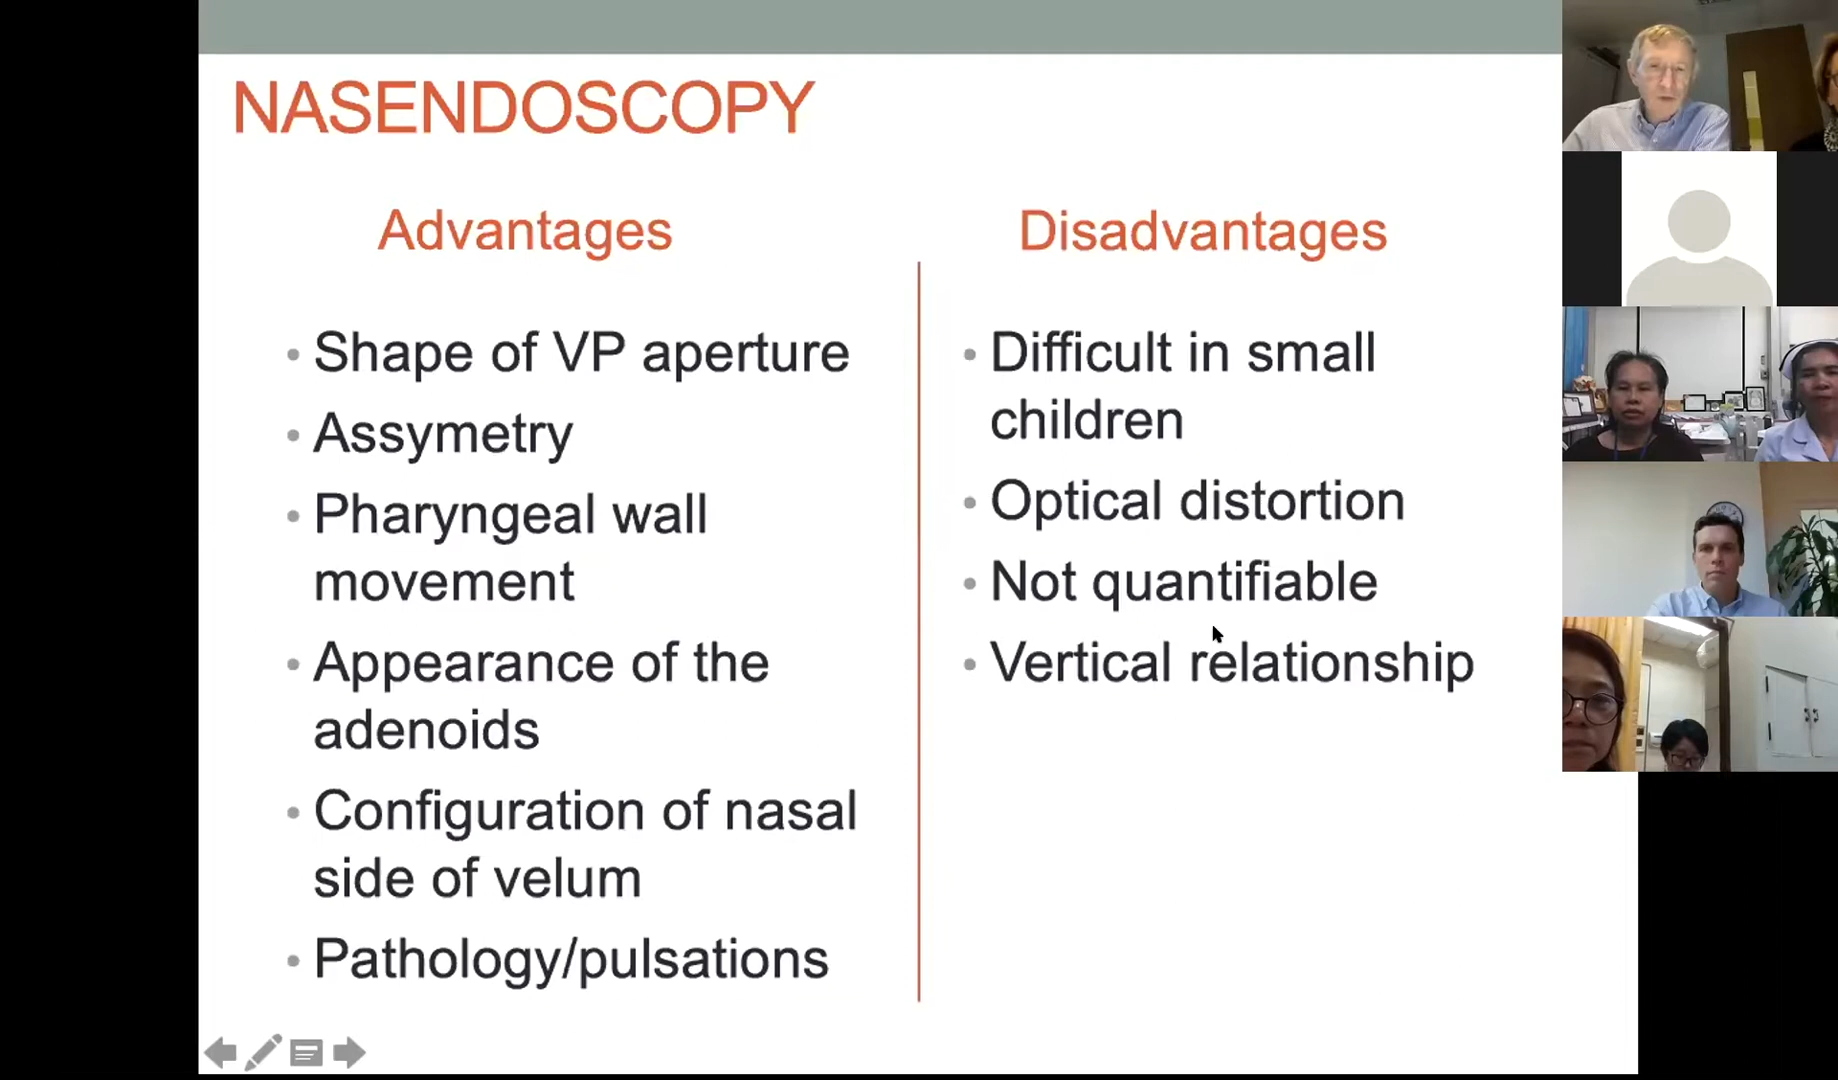 NASENDOSCOPY
Advantages
• Shape of VP aperture
• Assymetry
• Pharyngeal wall
movement
• Appearance of the
adenoids
• Configuration of nasal
side of velum
• Pathology/pulsations
Disadvantages
• Difficult in small
children
• Optical distortion
• Not quantifiable
• Vertical relationship